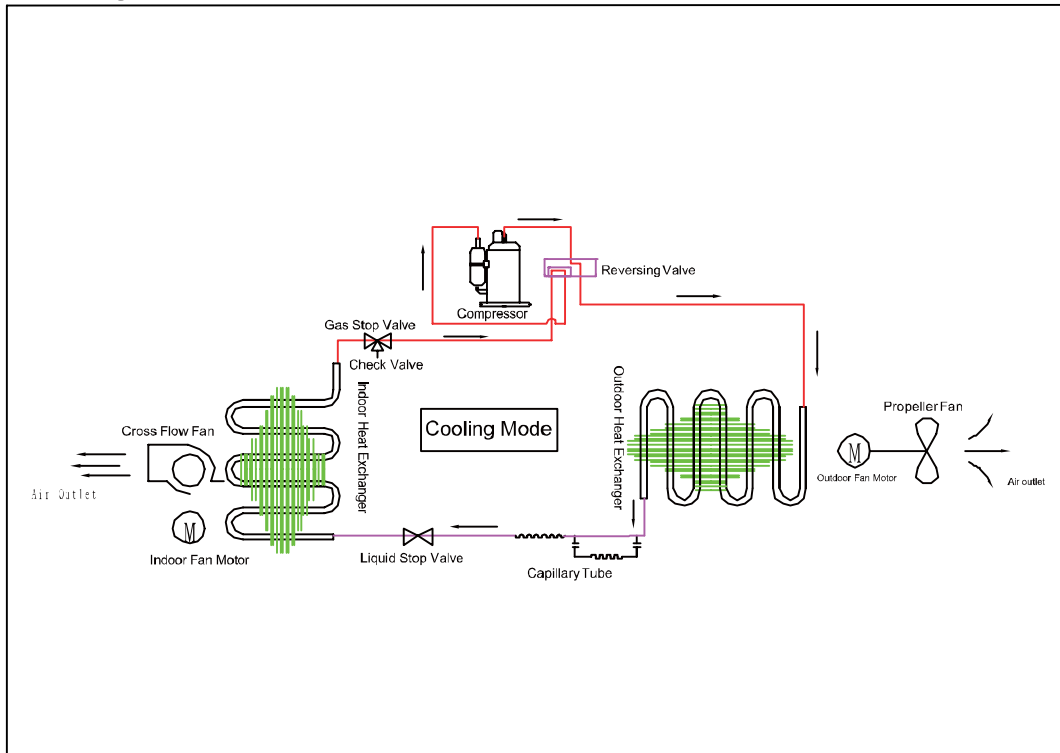 Reversing Valve
Compressor
Gas Stop Valve
Check Valve
Indoor Heat Exchanger
Outdoor Heat Exchanger
Cooling Mode
Propeller Fan
Cross Flow Fan
M
Outdoor Fan Motor
Air outlet
Air Outlet
M
Indoor Fan Motor
Liquid Stop Valve
Capillary Tube